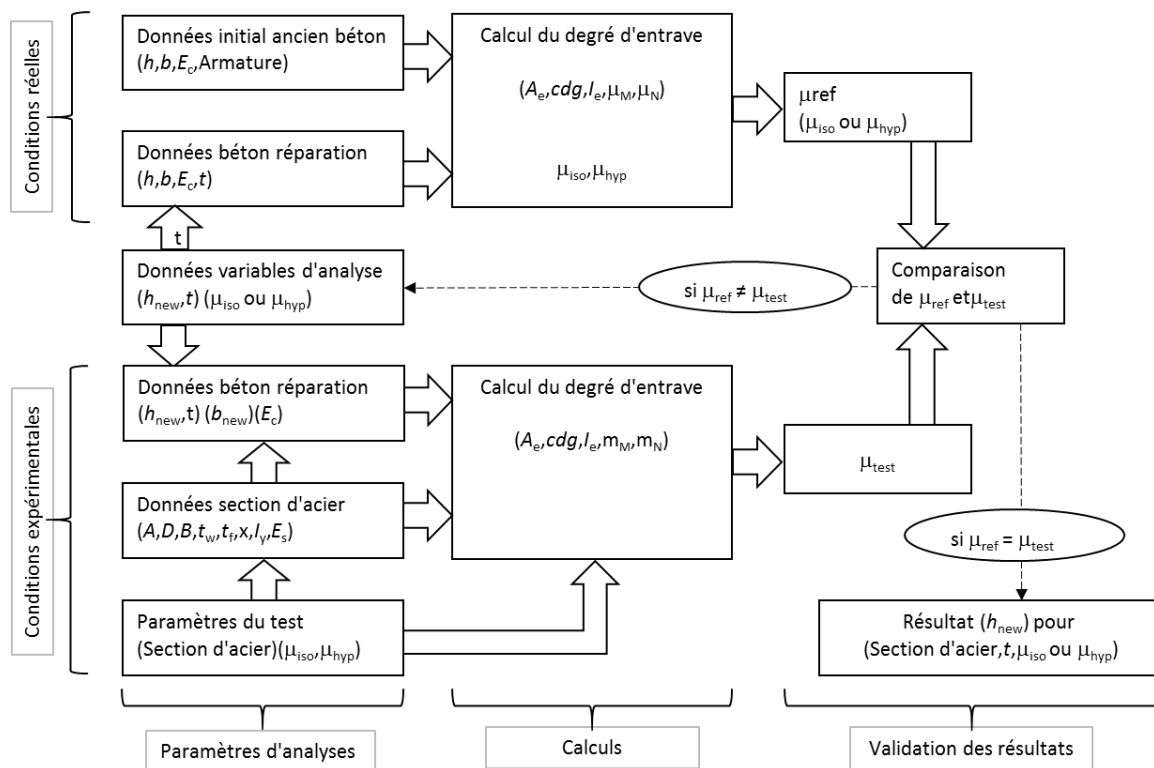 Conditions réelles
Données initial ancien béton
(h,b,Ec,Armature)
Données béton réparation
(h,b,Ec,t)
t
Données variables d'analyse
(hnew,t) (μiso ou μhyp)
Calcul du degré d'entrave
(Ae,cdg,Ie,μM,μN)
μiso,μhyp
μref
(μiso ou μhyp)
Comparaison
de μref etμtest
si μref ≠ μtest
Conditions expérimentales
Données béton réparation
(hnew,t) (bnew)(Ec)
Données section d'acier
(A,D,B,tw,tf,x,Iy,Es)
Paramètres du test
(Section d'acier)(μiso,μhyp)
Calcul du degré d'entrave
(Ae,cdg,Ie,mM,mN)
μtest
si μref = μtest
Résultat (hnew) pour
(Section d'acier,t,μiso ou μhyp)
Paramètres d'analyses
Calculs
Validation des résultats